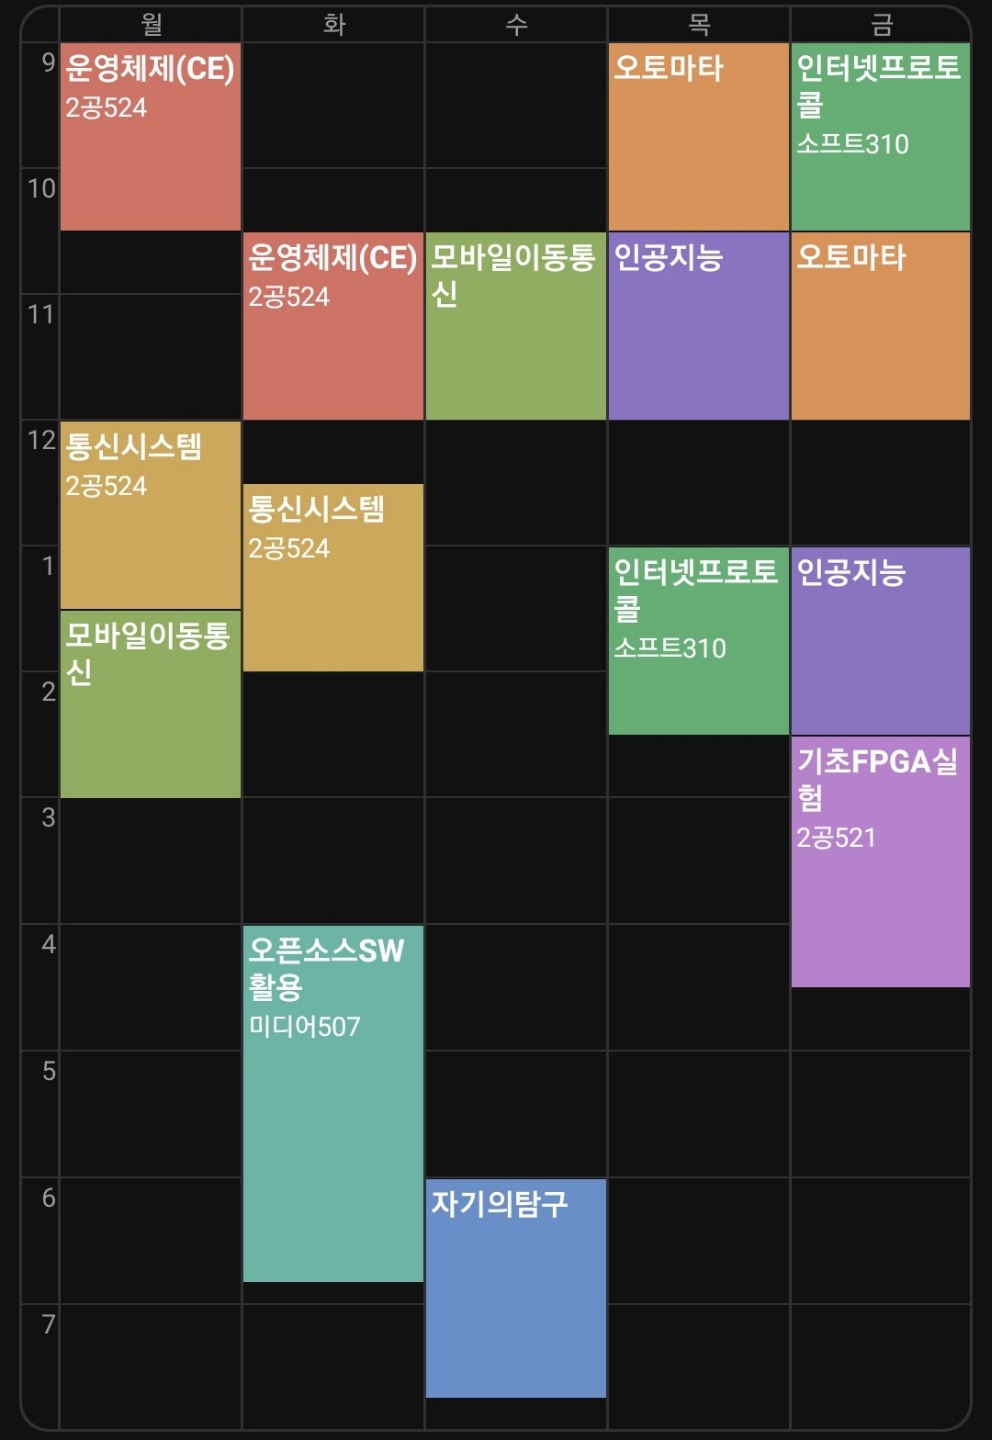 월 화 수 목 금
9
운영체제(CE)
2공524
오토마타
인터넷프로토
콜
소프트310
10
운영체제(CE)
2공524
모바일이동통
신
인공지능
오토마타
11
12
통신시스템
2공524
통신시스템
2공524
1
인터넷프로토
콜
소프트310
인공지능
모바일이동통
신
2
기초FPGA실
험
2공521
3
4
오픈소스SW
활용
미디어507
5
6
자기의탐구
7